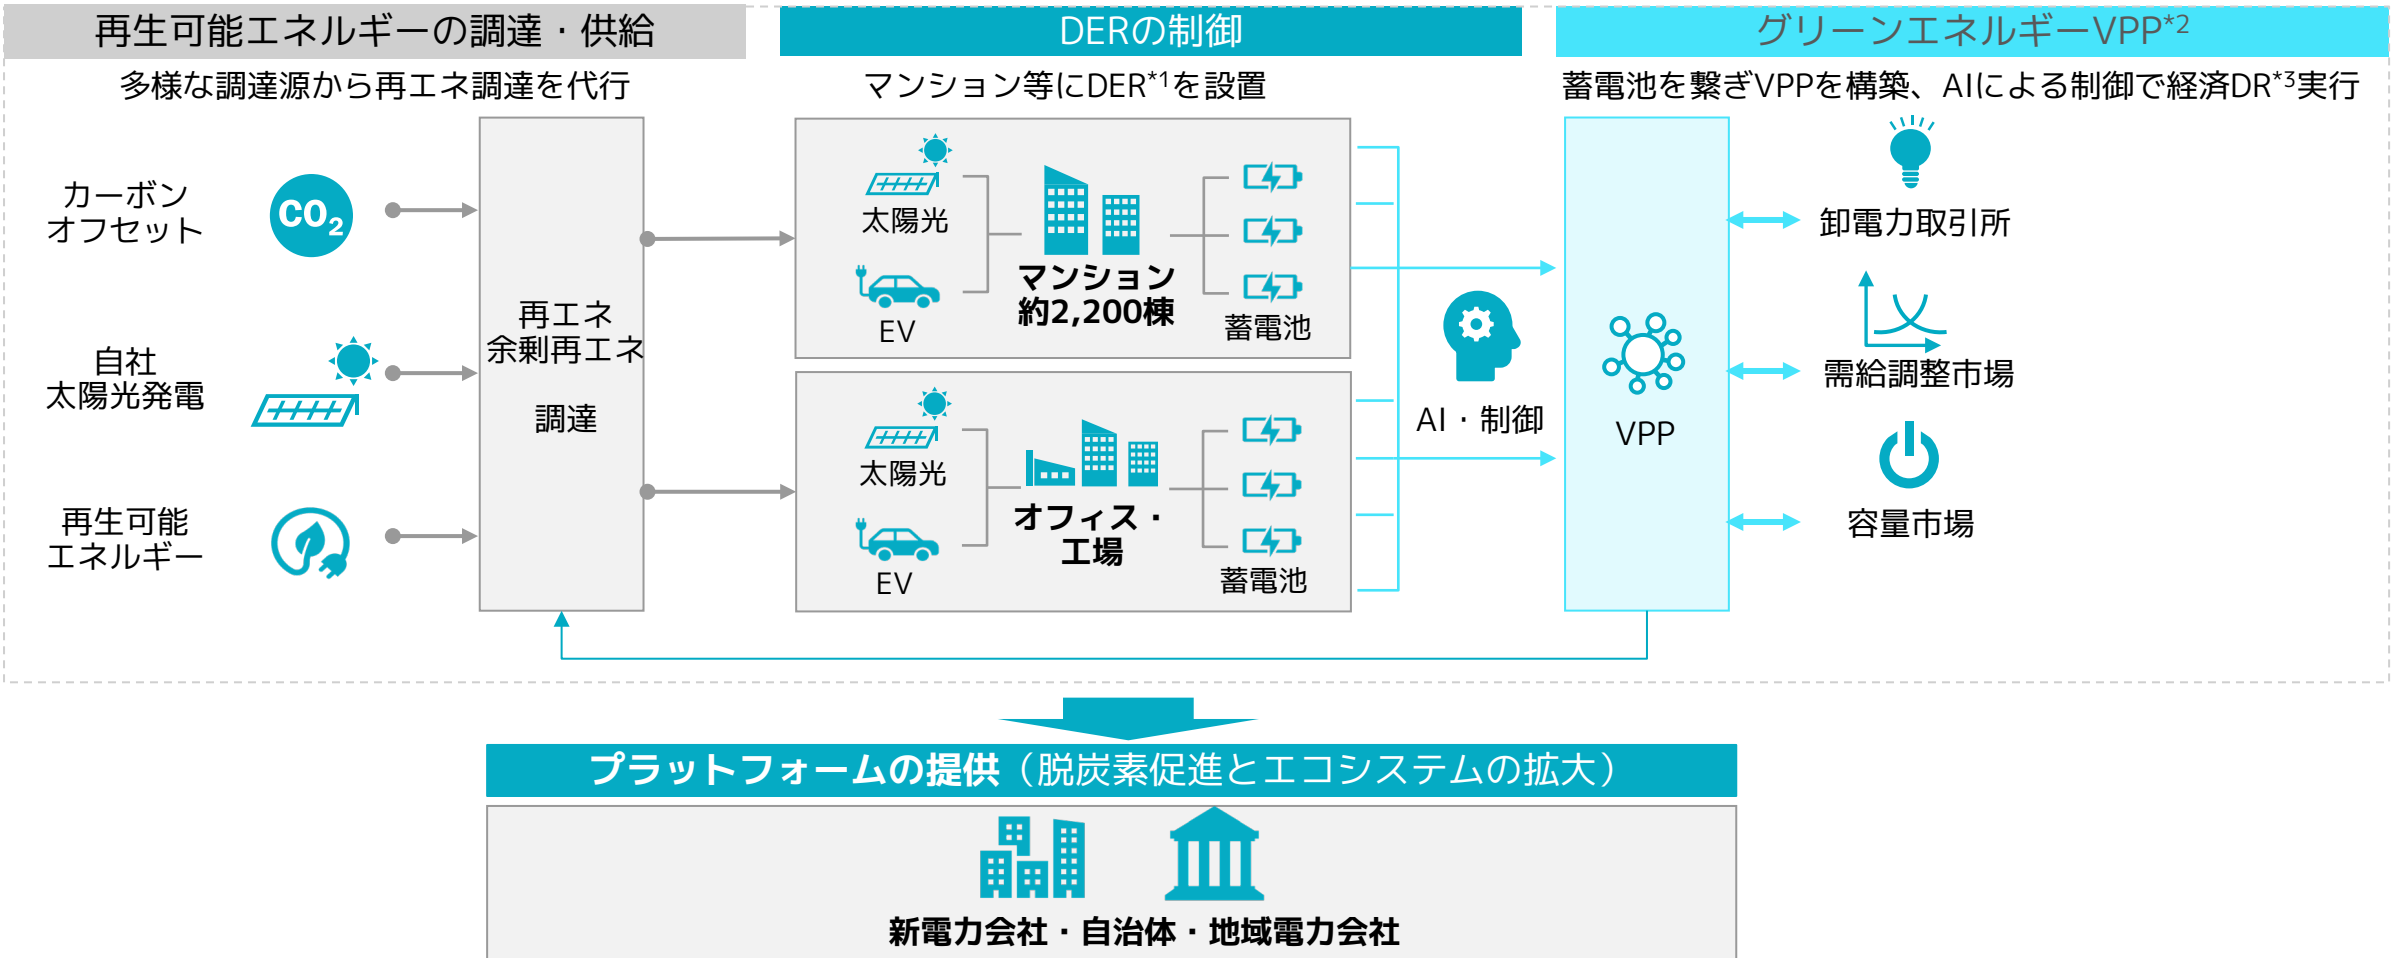 再生可能エネルギーの調達・供給
多様な調達源から再エネ調達を代行
カーボン
オフセット
CO2
自社
太陽光発電
再生可能
エネルギー
再エネ
余剰再エネ
調達
DERの制御
マンション等にDER*1を設置
太陽光
EV
マンション
約2,200棟
蓄電池
太陽光
EV
オフィス・
工場
蓄電池
AI・制御
グリーンエネルギーVPP*2
蓄電池を繋ぎVPPを構築、AIによる制御で経済DR*3実行
VPP
卸電力取引所
需給調整市場
容量市場
プラットフォームの提供（脱炭素促進とエコシステムの拡大）
新電力会社・自治体・地域電力会社